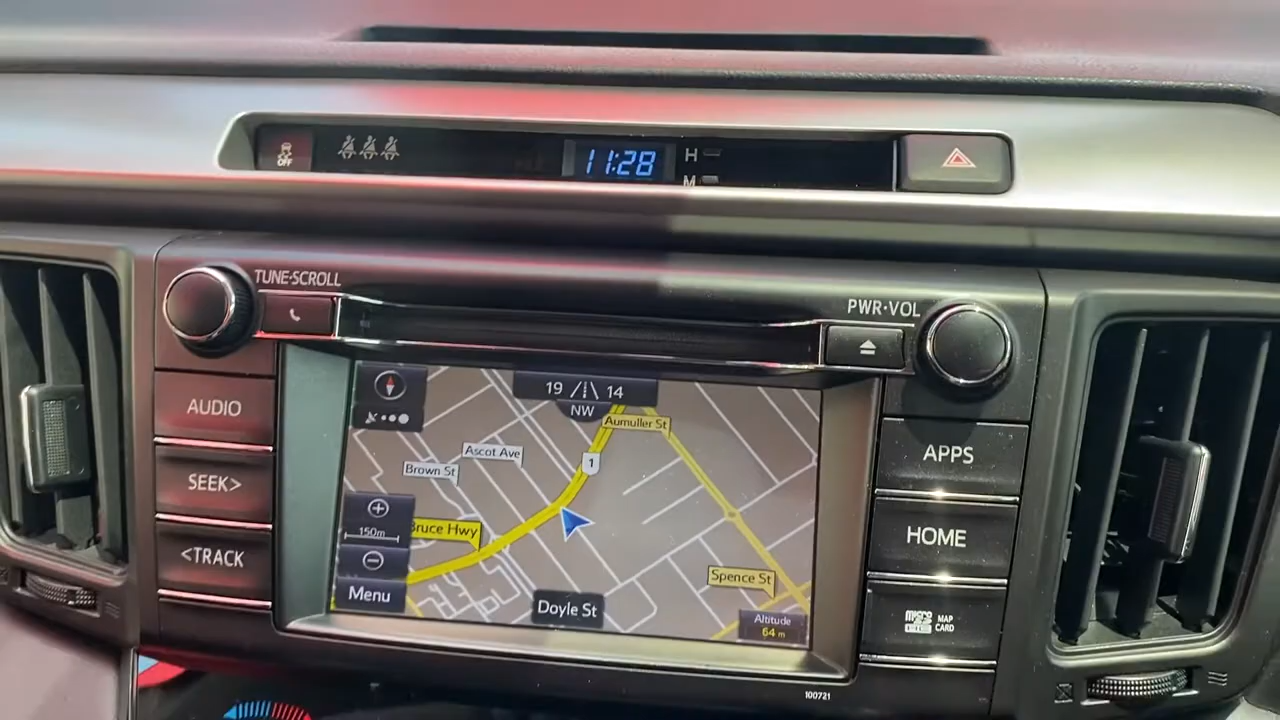 OFF
11:28
H
M
TUNE·SCROLL
PWR·VOL
AUDIO
SEEK>
<TRACK
APPS
HOME
micro
MAP
CARD
19 14
NW
Aumuller St
1
Ascot Ave
Brown St
Bruce Hwy
150m
Menu
Doyle St
Spence St
Altitude
64 m
100721